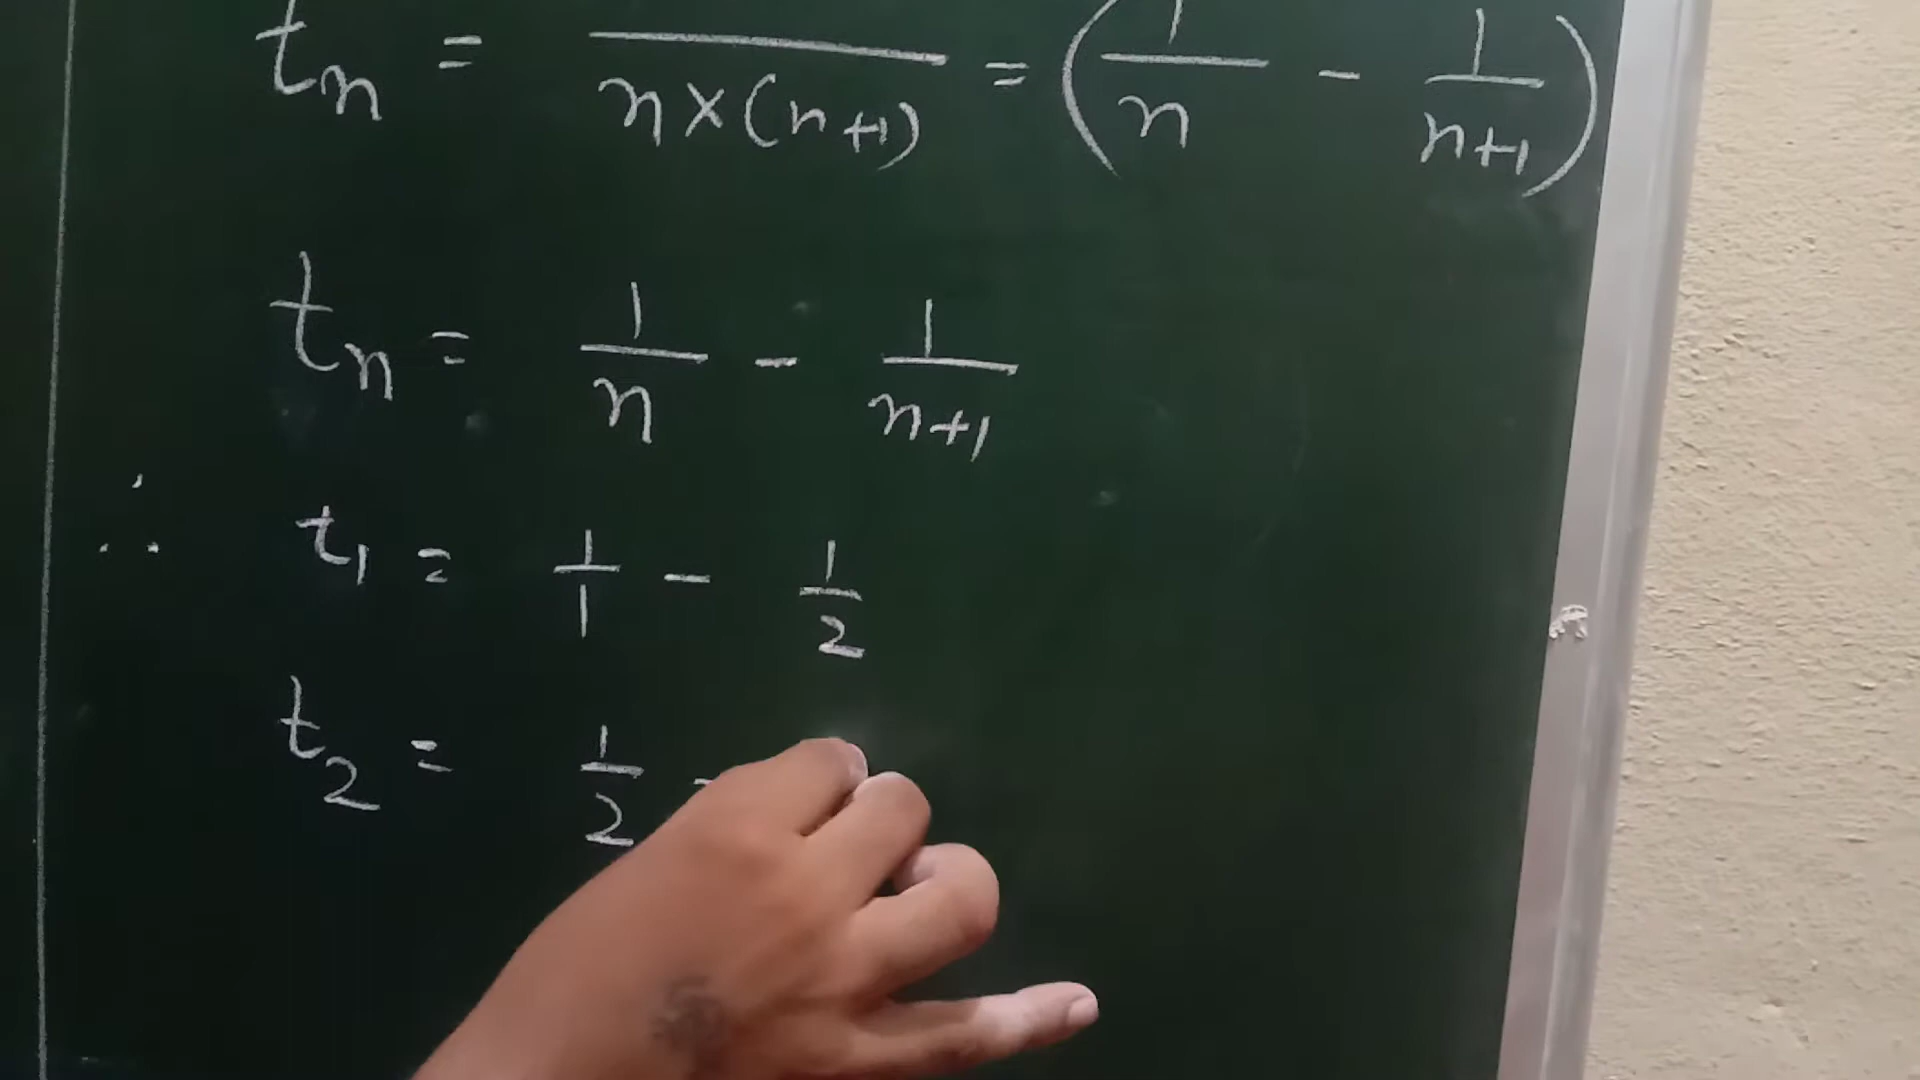 tn = / n×(n+1) = (1/n - 1/n+1)
tn = 1/n - 1/n+1
∴ t1 = 1/1 - 1/2
t2 = 1/2 -